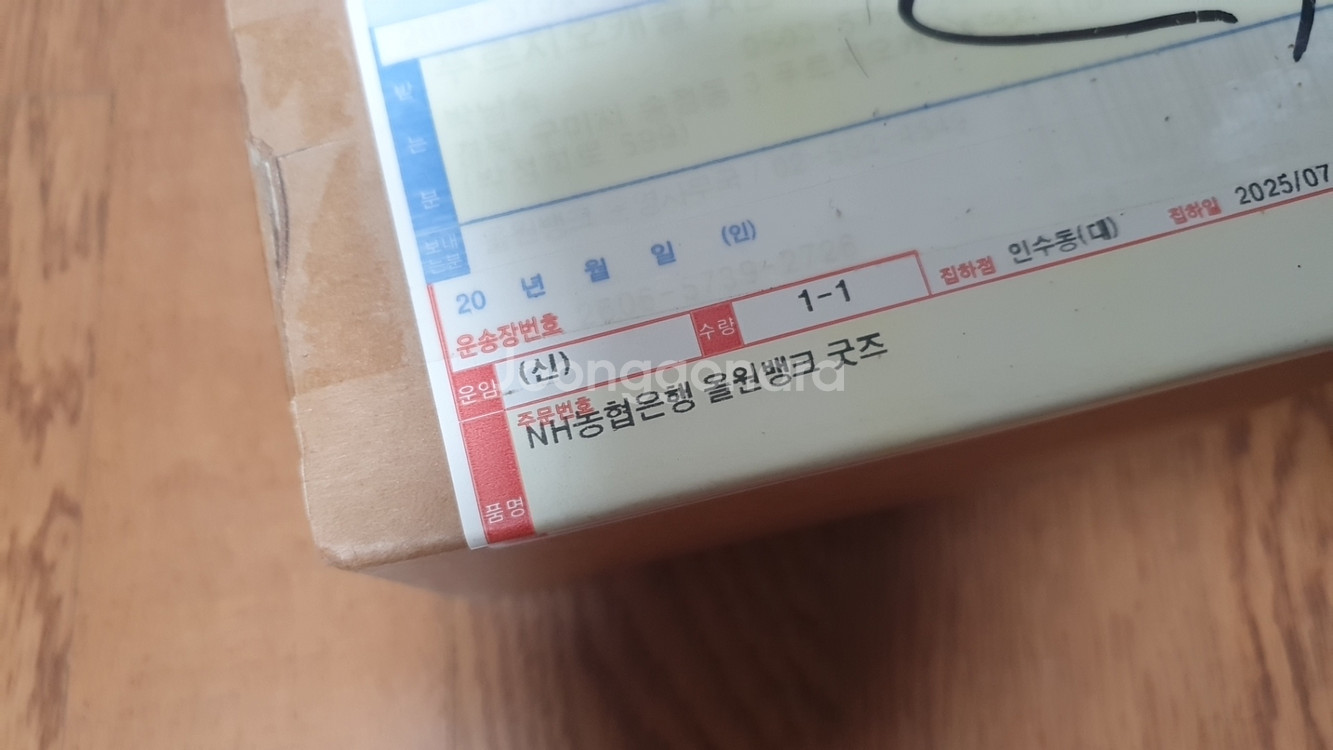 받는분
보내는분
20 년 월 일 (인)
운송장번호
집하점 인수동(대) 집하일 2025/07
운임 (신) 수량 1-1
주문번호
품명 NH농협은행 올원뱅크 굿즈
Joonggonara